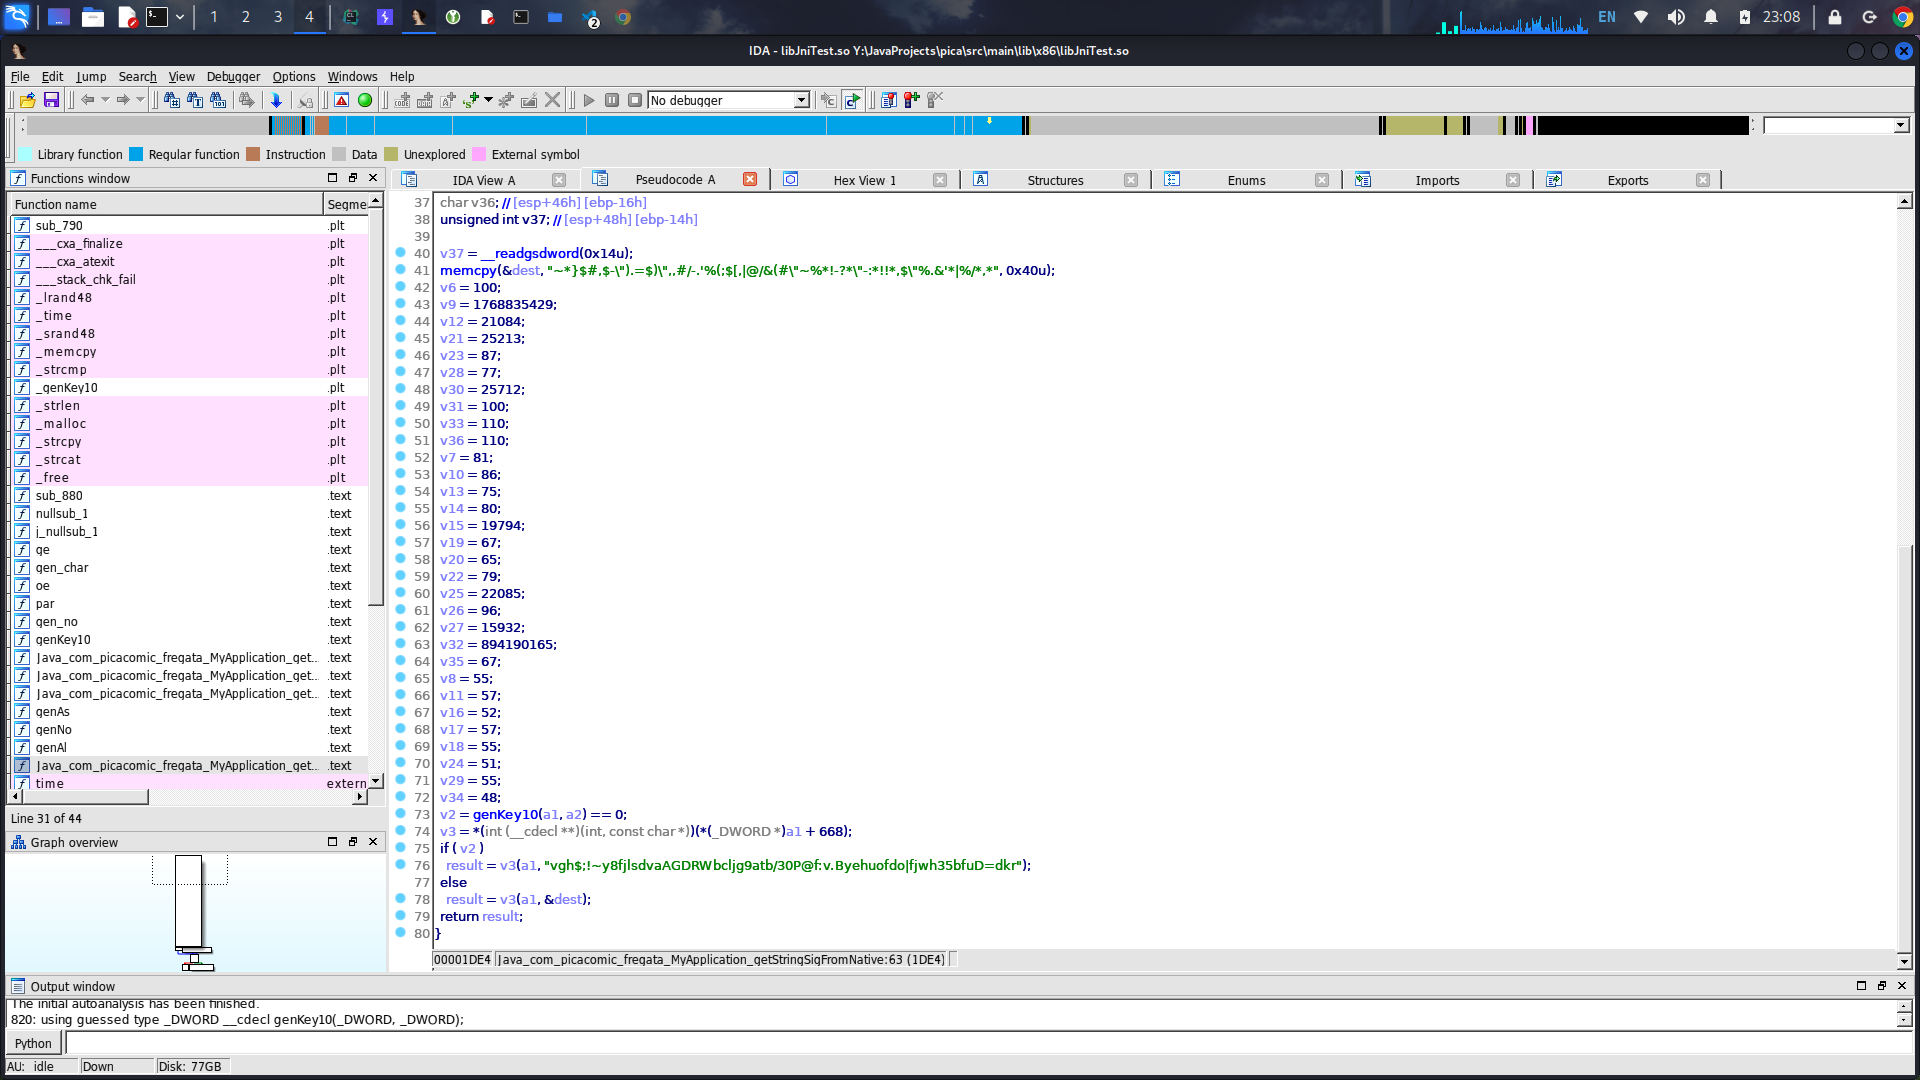 1 2 3 4
2
EN
23:08
IDA - libJniTest.so Y:\JavaProjects\pica\src\main\lib\x86\libJniTest.so
File Edit Jump Search View Debugger Options Windows Help
No debugger
Library function Regular function Instruction Data Unexplored External symbol
Functions window
IDA View A Pseudocode A Hex View 1 Structures Enums Imports Exports
Function name Segme
sub_790 .plt
___cxa_finalize .plt
___cxa_atexit .plt
___stack_chk_fail .plt
_lrand48 .plt
_time .plt
_srand48 .plt
_memcpy .plt
_strcmp .plt
_genKey10 .plt
_strlen .plt
_malloc .plt
_strcpy .plt
_strcat .plt
_free .plt
sub_880 .text
nullsub_1 .text
j_nullsub_1 .text
ge .text
gen_char .text
oe .text
par .text
gen_no .text
genKey10 .text
Java_com_picacomic_fregata_MyApplication_get... .text
Java_com_picacomic_fregata_MyApplication_get... .text
Java_com_picacomic_fregata_MyApplication_get... .text
genAs .text
genNo .text
genAl .text
Java_com_picacomic_fregata_MyApplication_get... .text
time extern
Line 31 of 44
Graph overview
37 char v36; // [esp+46h] [ebp-16h]
38 unsigned int v37; // [esp+48h] [ebp-14h]
39
40 v37 = __readgsdword(0x14u);
41 memcpy(&dest, "~*}$#,$-\").=$)\",,#/-.'%(;$[,|@/&(#\"~%*!-?*\"-:*!!*,$\"%.&'*|%/*,*", 0x40u);
42 v6 = 100;
43 v9 = 1768835429;
44 v12 = 21084;
45 v21 = 25213;
46 v23 = 87;
47 v28 = 77;
48 v30 = 25712;
49 v31 = 100;
50 v33 = 110;
51 v36 = 110;
52 v7 = 81;
53 v10 = 86;
54 v13 = 75;
55 v14 = 80;
56 v15 = 19794;
57 v19 = 67;
58 v20 = 65;
59 v22 = 79;
60 v25 = 22085;
61 v26 = 96;
62 v27 = 15932;
63 v32 = 894190165;
64 v35 = 67;
65 v8 = 55;
66 v11 = 57;
67 v16 = 52;
68 v17 = 57;
69 v18 = 55;
70 v24 = 51;
71 v29 = 55;
72 v34 = 48;
73 v2 = genKey10(a1, a2) == 0;
74 v3 = *(int (__cdecl **)(int, const char *))(*(_DWORD *)a1 + 668);
75 if ( v2 )
76 result = v3(a1, "vgh$;!~y8fjlsdvaAGDRWbcljg9atb/30P@f:v.Byehuofdo|fjwh35bfuD=dkr");
77 else
78 result = v3(a1, &dest);
79 return result;
80 }
00001DE4 Java_com_picacomic_fregata_MyApplication_getStringSigFromNative:63 (1DE4)
Output window
The initial autoanalysis has been finished.
820: using guessed type _DWORD __cdecl genKey10(_DWORD, _DWORD);
Python
AU: idle Down Disk: 77GB